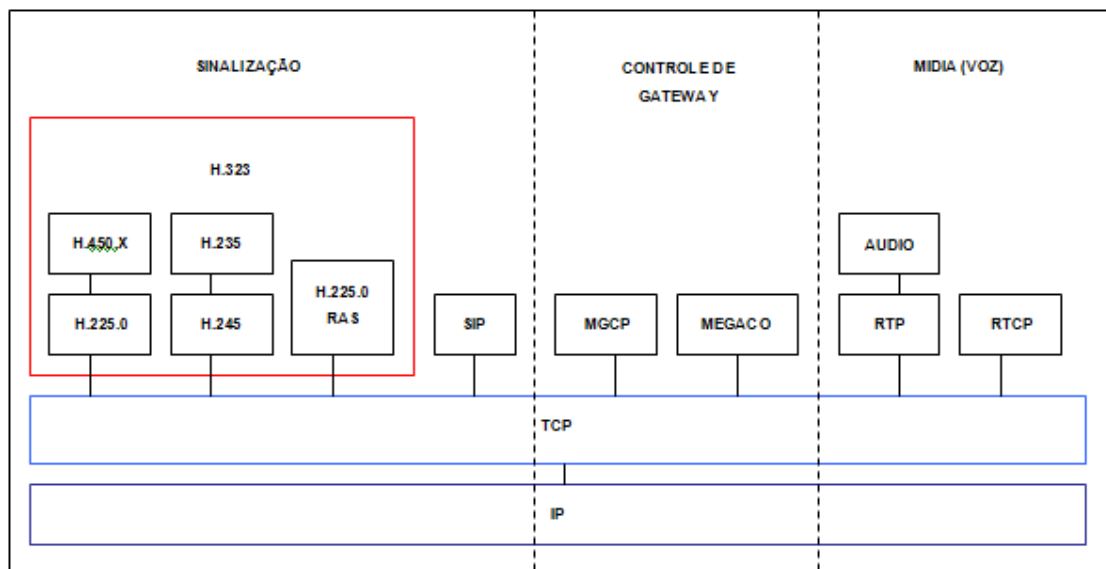 SINALIZAÇÃO
CONTROLE DE
GATEWAY
MIDIA (VOZ)
H.323
H.450.X
H.235
H.225.0
RAS
AUDIO
H.225.0
H.245
SIP
MGCP
MEGACO
RTP
RTCP
TCP
IP